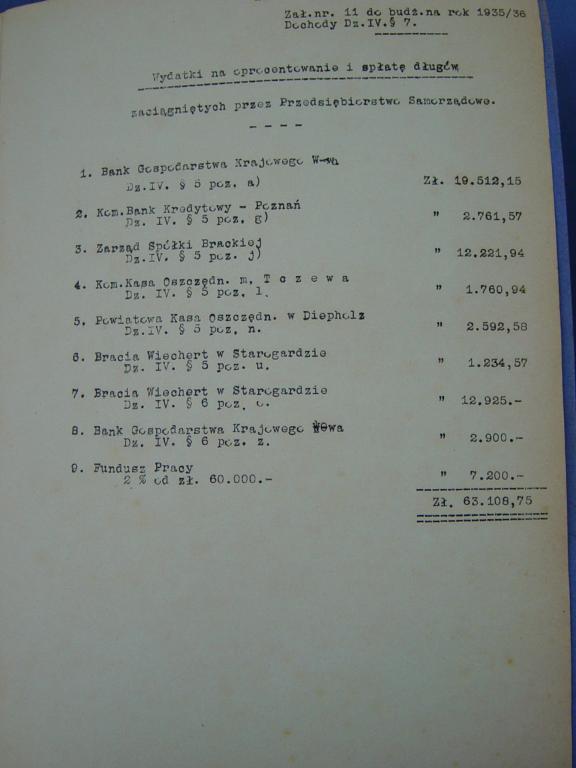 Zał.nr. 11 do budż.na rok 1935/36
Dochody Dz.IV.§ 7.
Wydatki na oprocentowanie i spłatę długów
zaciągniętych przez Przedsiębiorstwo Samorządowe.
1. Bank Gospodarstwa Krajowego W-wa
Dz.IV. § 5 poz. a) Zł. 19.512,15
2. Kom.Bank Kredytowy - Poznań
Dz. IV. § 5 poz. g) " 2.761,57
3. Zarząd Spółki Brackiej
Dz.IV. § 5 poz. j) " 12.221,94
4. Kom.Kasa Oszczędn. m. T c z e w a
Dz. IV. § 5 poz. l. " 1.760,94
5. Powiatowa Kasa Oszczędn. w Diepholz
Dz.IV. § 5 poz. n. " 2.592,58
6. Bracia Wiechert w Starogardzie
Dz. IV. § 5 poz. u. " 1.234,57
7. Bracia Wiechert w Starogardzie
Dz. IV. § 6 poz. o. " 12.925.-
8. Bank Gospodarstwa Krajowego
Dz. IV. § 6 poz. z. " 2.900.-
9. Fundusz Pracy
2 % od zł. 60.000.- " 7.200.-
Zł. 63.108,75